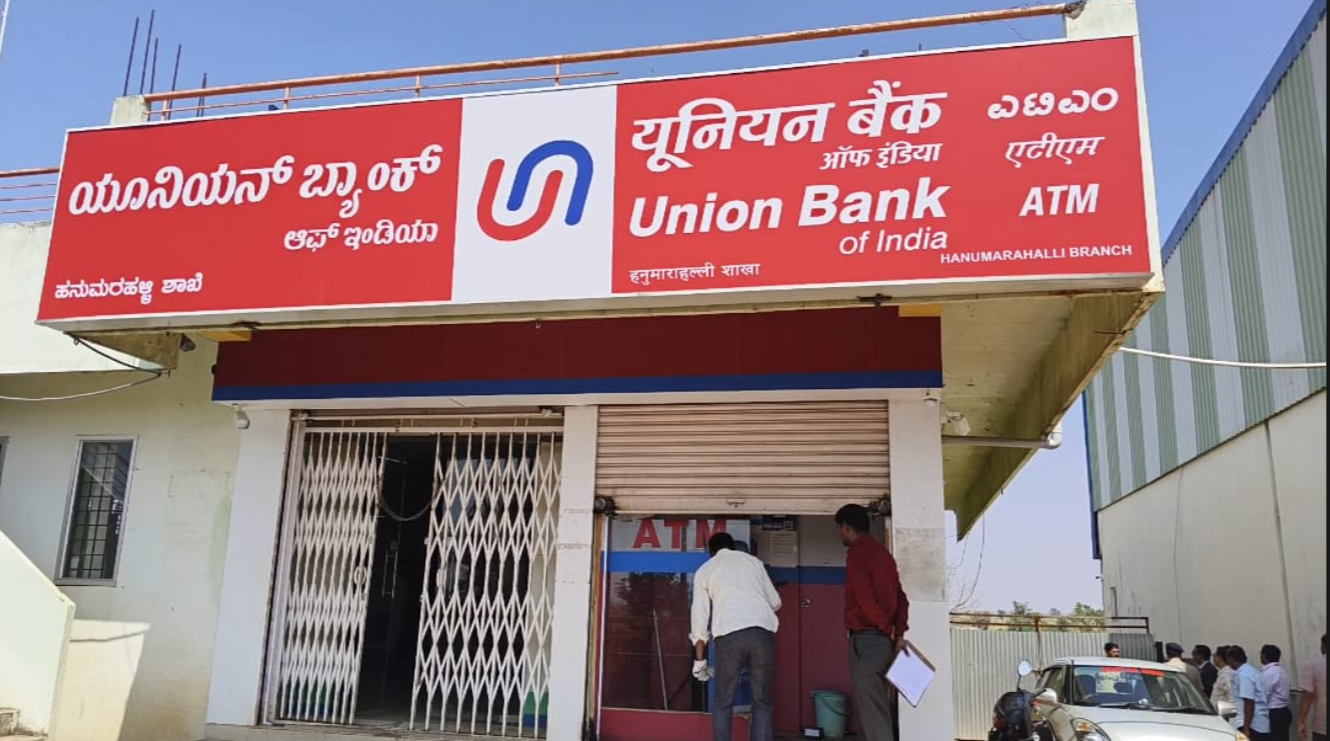 ಯೂನಿಯನ್ ಬ್ಯಾಂಕ್
ಆಫ್ ಇಂಡಿಯಾ
ಹನುಮರಹಳ್ಳಿ ಶಾಖೆ
यूनियन बैंक
ऑफ इंडिया
Union Bank
of India
हनुमाराहल्ली शाखा
ಎಟಿಎಂ
एटीएम
ATM
HANUMARAHALLI BRANCH
ATM